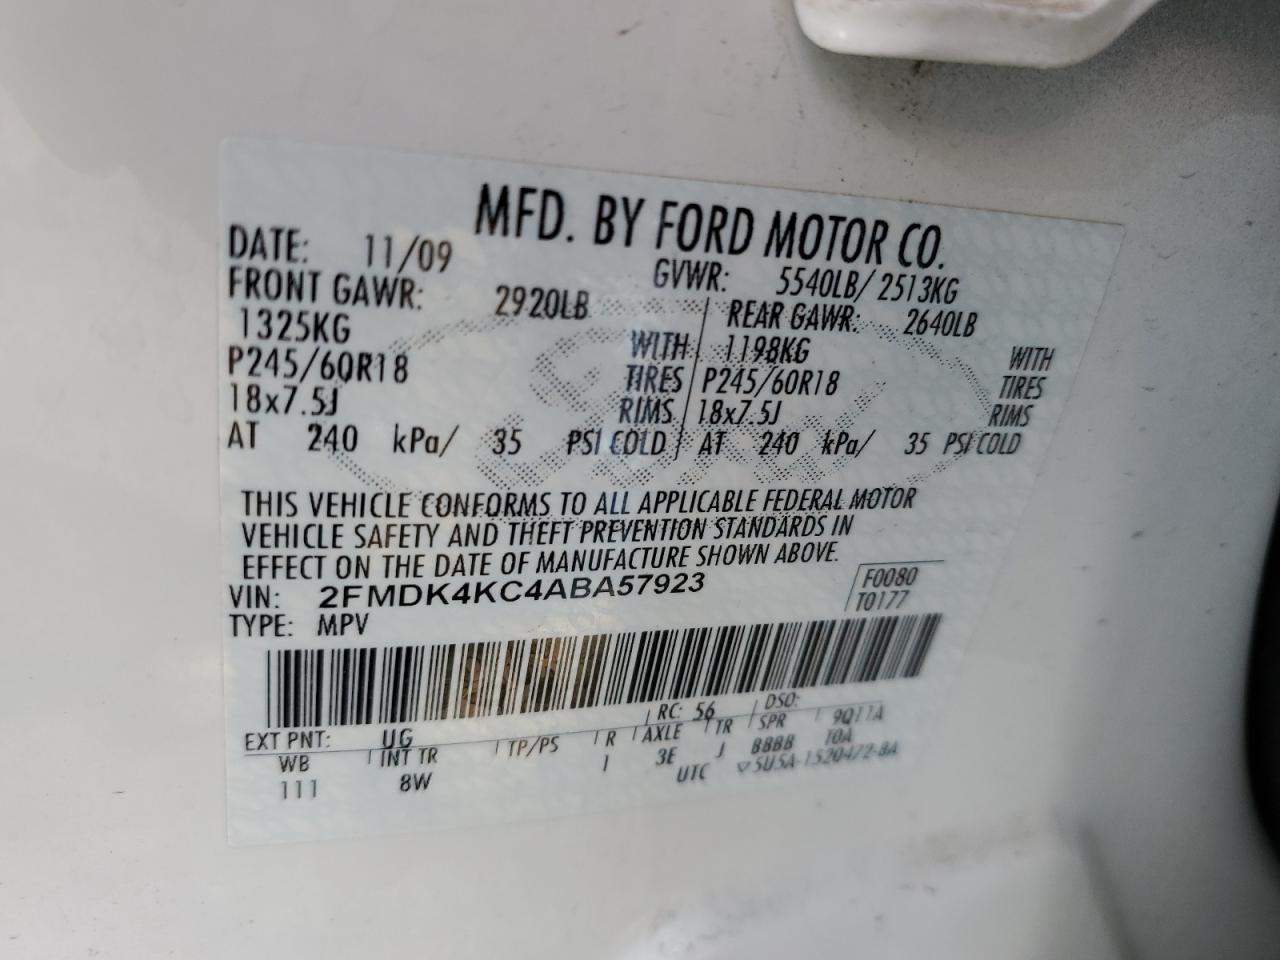 MFD. BY FORD MOTOR CO.
DATE: 11/09 GVWR: 5540LB/ 2513KG
FRONT GAWR: 2920LB REAR GAWR: 2640LB
1325KG WITH 1198KG WITH
P245/60R18 TIRES P245/60R18 TIRES
18x7.5J RIMS 18x7.5J RIMS
AT 240 kPa/ 35 PSI COLD AT 240 kPa/ 35 PSI COLD
THIS VEHICLE CONFORMS TO ALL APPLICABLE FEDERAL MOTOR
VEHICLE SAFETY AND THEFT PREVENTION STANDARDS IN
EFFECT ON THE DATE OF MANUFACTURE SHOWN ABOVE.
VIN: 2FMDK4KC4ABA57923 F0080
TYPE: MPV T0177
EXT PNT: UG RC: 56 DSO:
WB INT TR TP/PS R AXLE TR SPR 9Q11A
111 8W I 3E J BBBB T0A
UTC ▽5U5A-1520472-BA